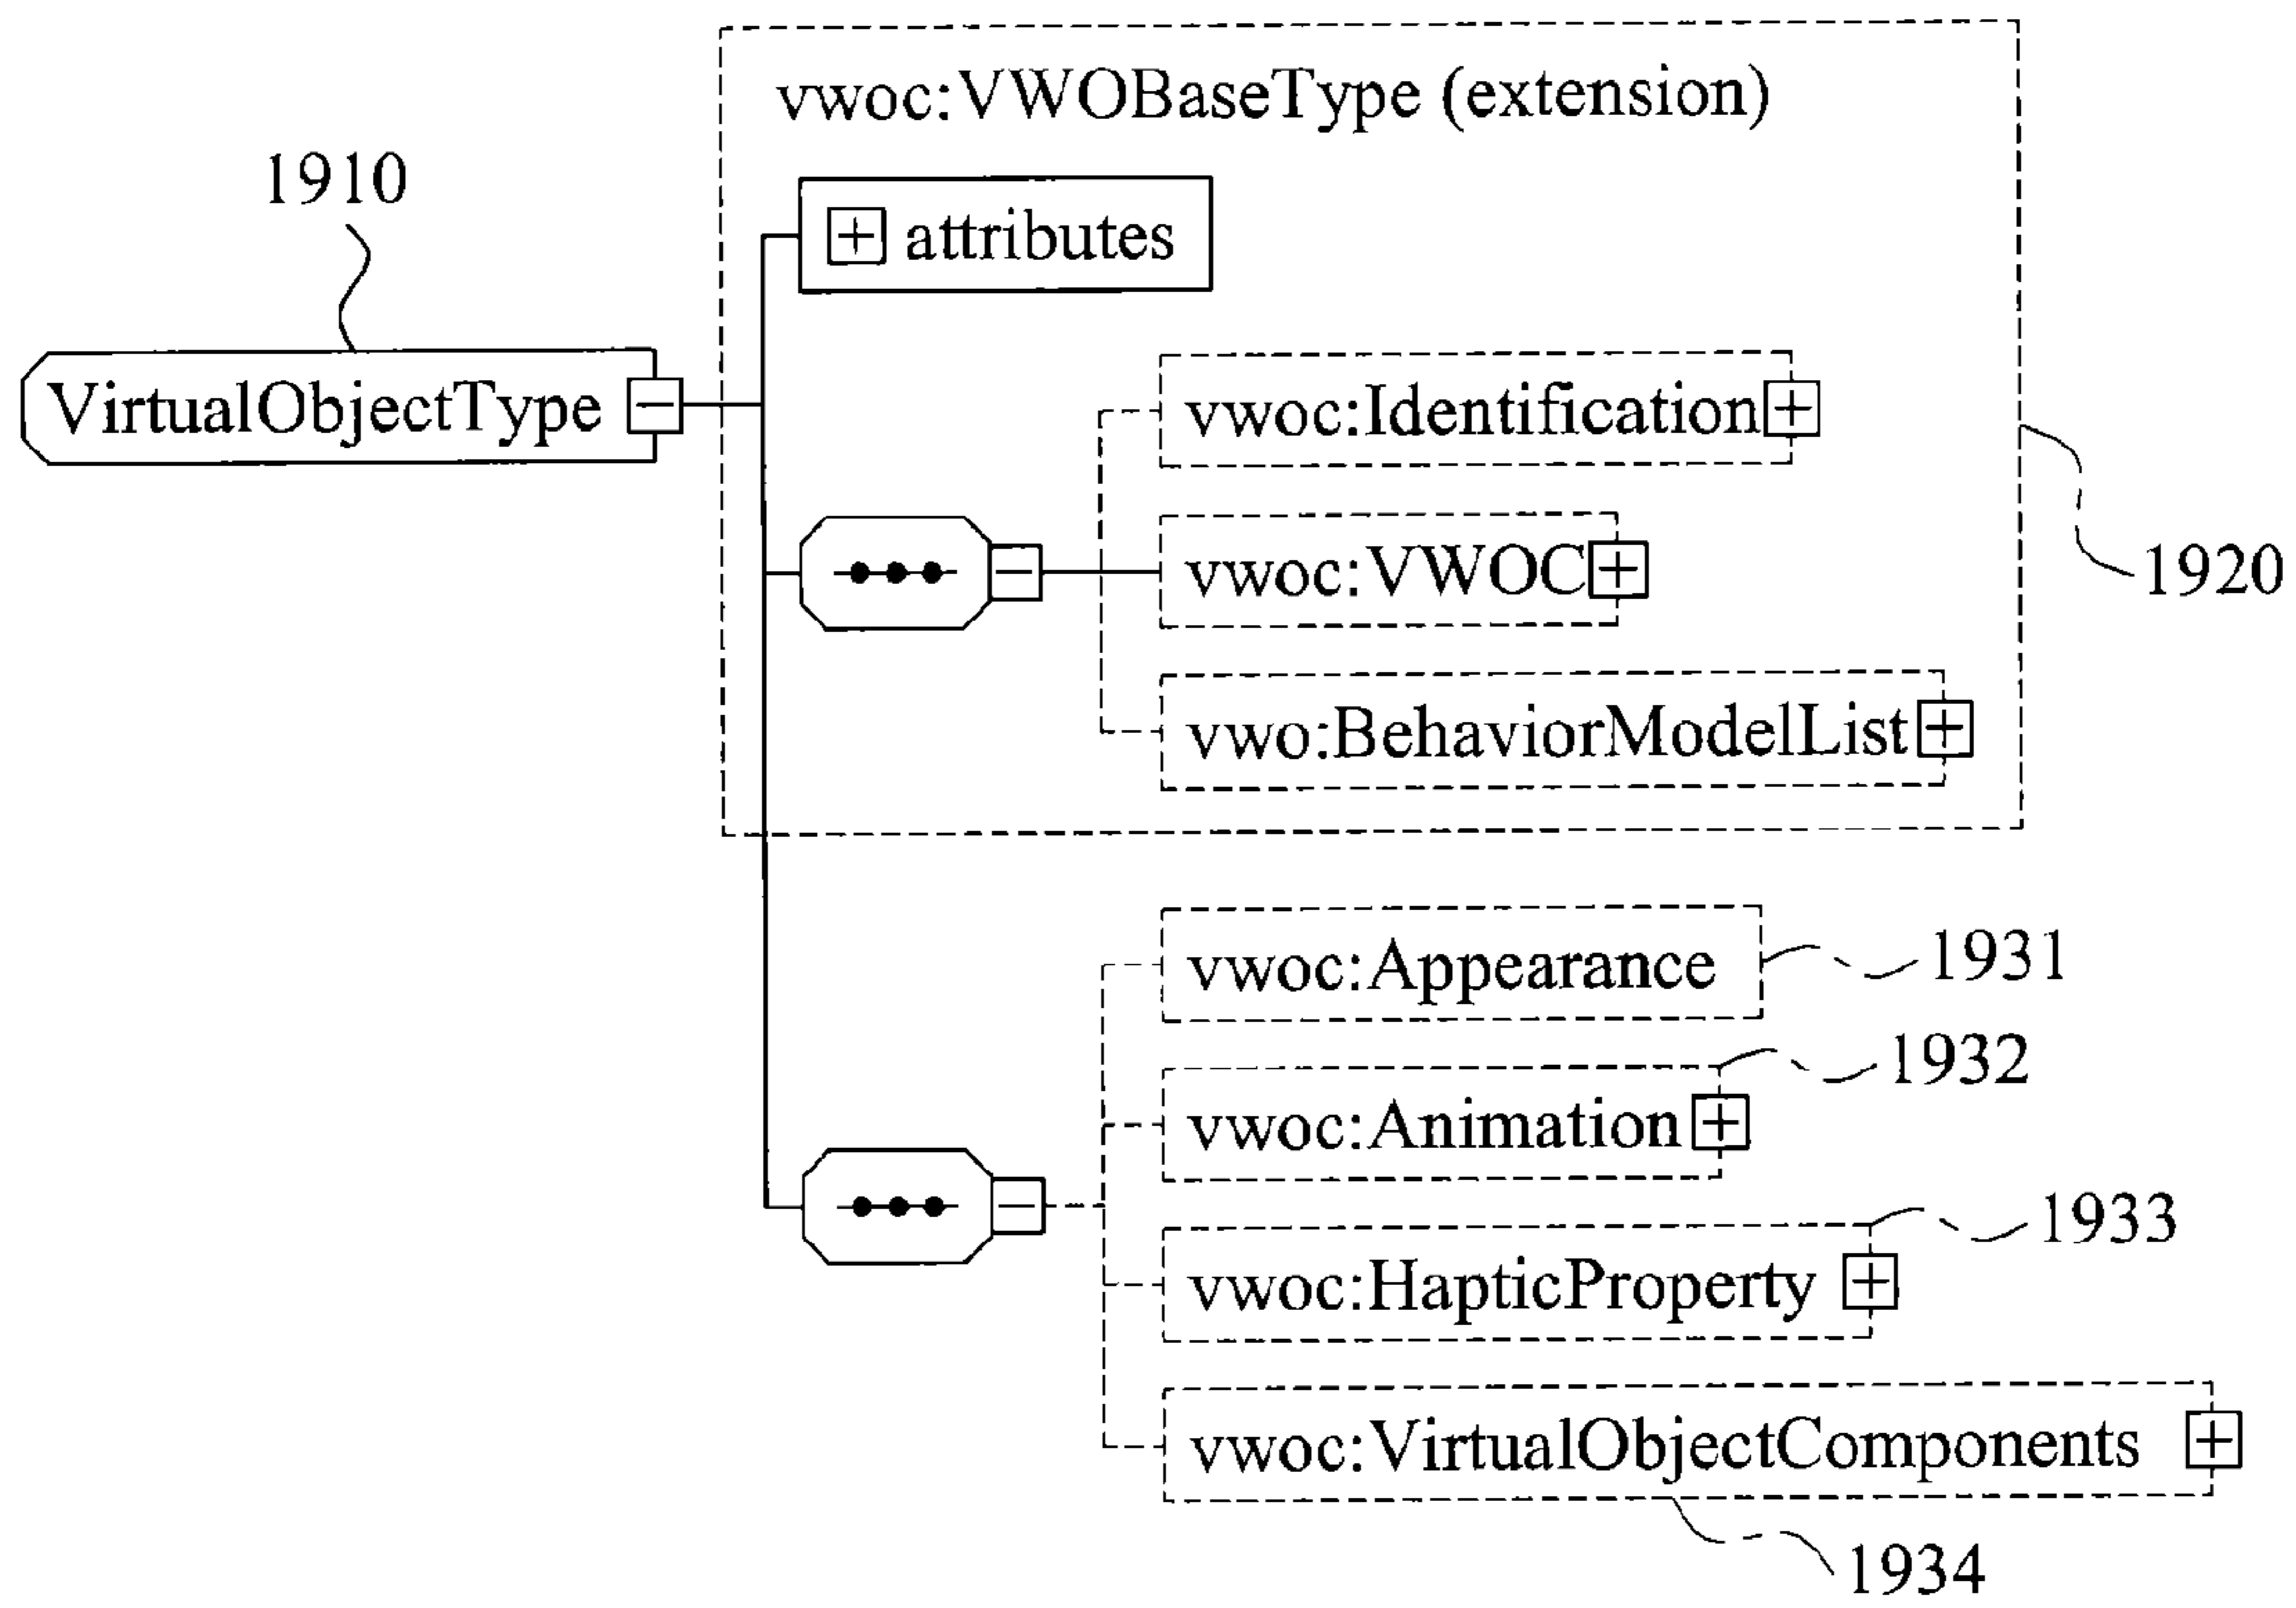 vwoc:VWOBaseType (extension)
1910
attributes
VirtualObjectType
vwoc:Identification
vwoc:VWOC
1920
vwo:BehaviorModelList
vwoc:Appearance
1931
1932
vwoc:Animation
1933
vwoc:HapticProperty
vwoc:VirtualObjectComponents
1934